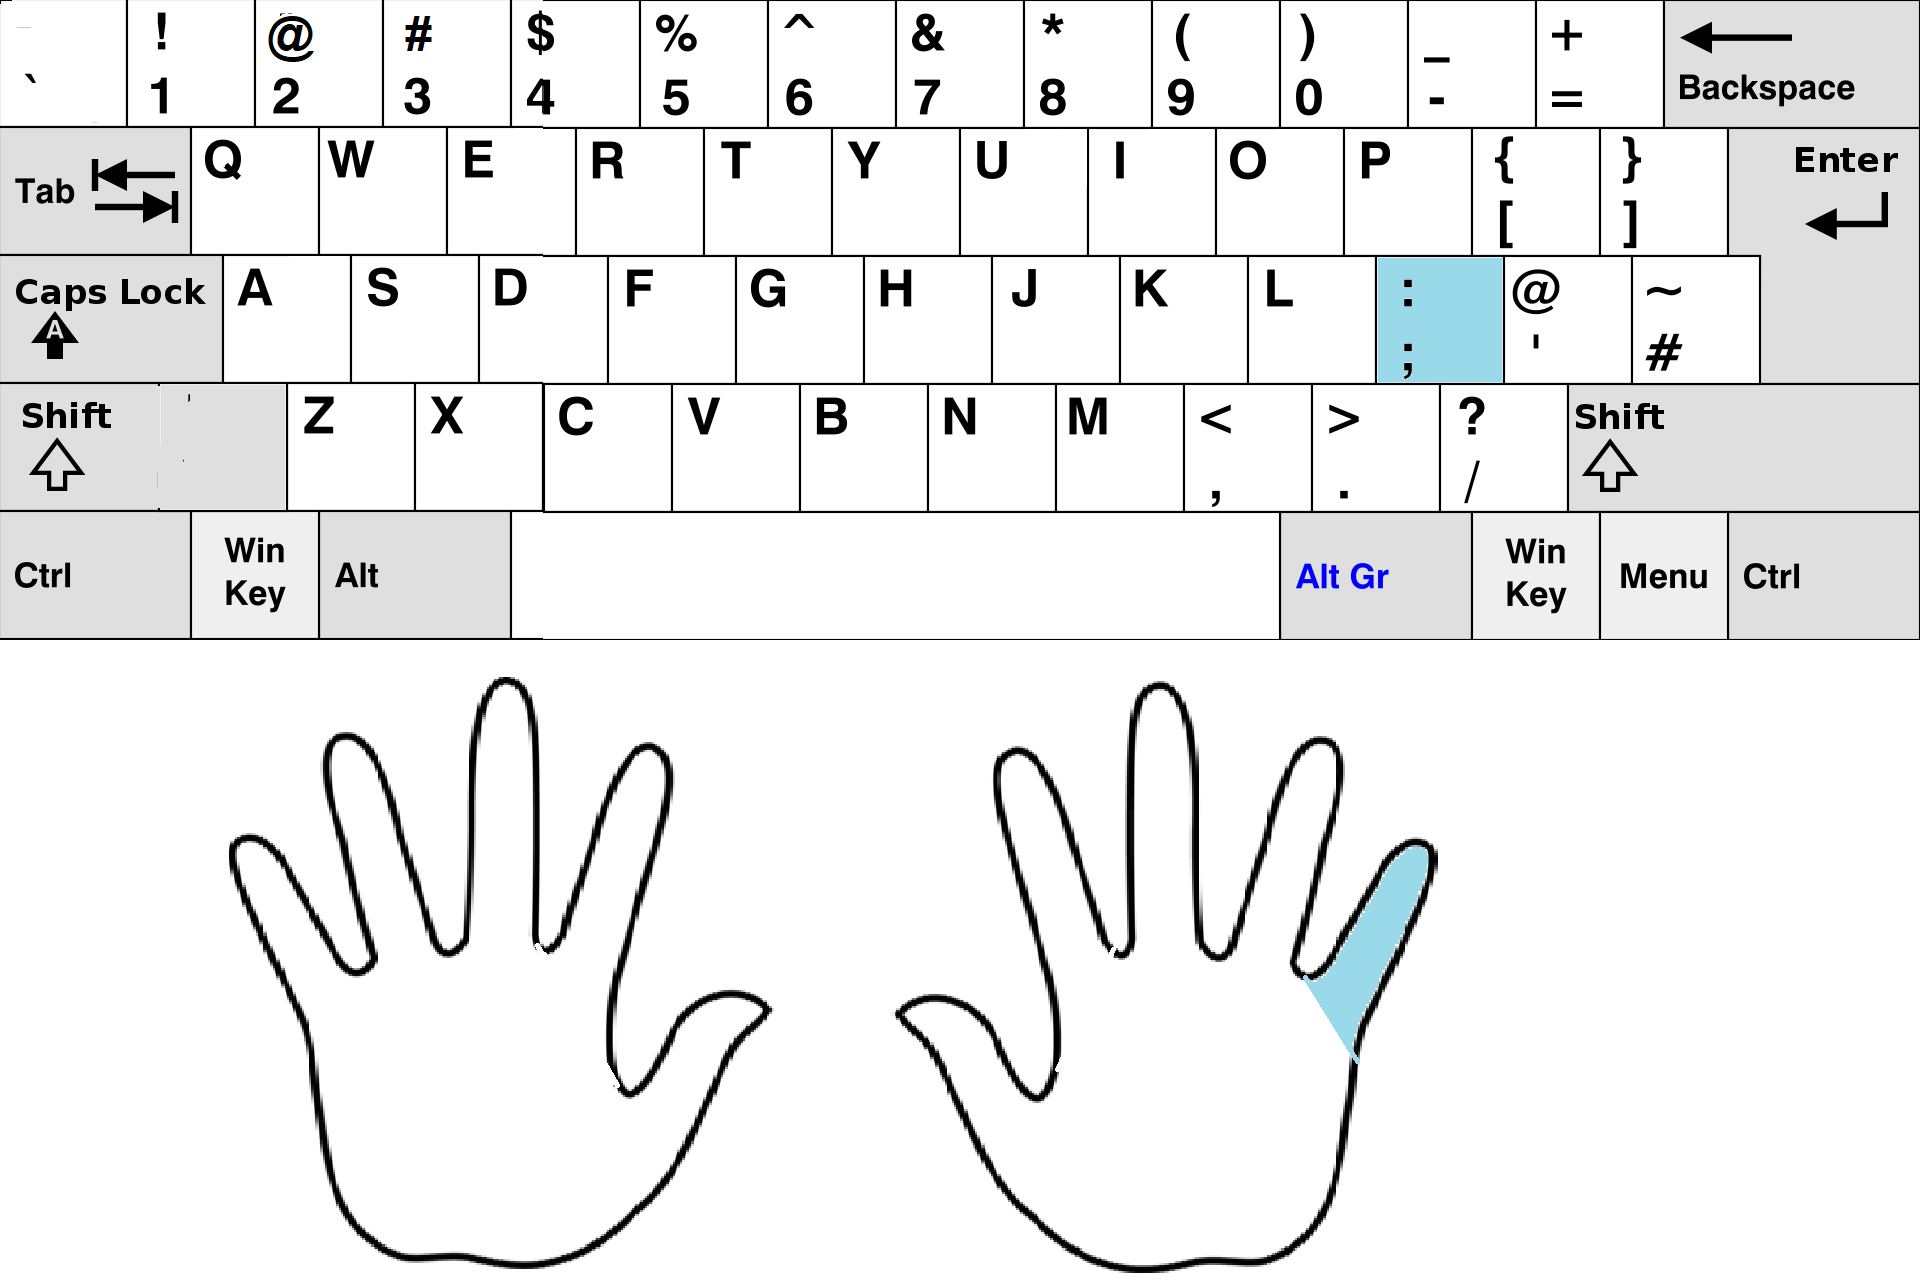 ! @ # $ % ^ & * ( ) _ +
` 1 2 3 4 5 6 7 8 9 0 - = Backspace
Tab Q W E R T Y U I O P { } Enter
[ ]
Caps Lock A S D F G H J K L : @ ~
A ; ' #
Shift Z X C V B N M < > ? Shift
, . /
Ctrl Win Key Alt Alt Gr Win Key Menu Ctrl